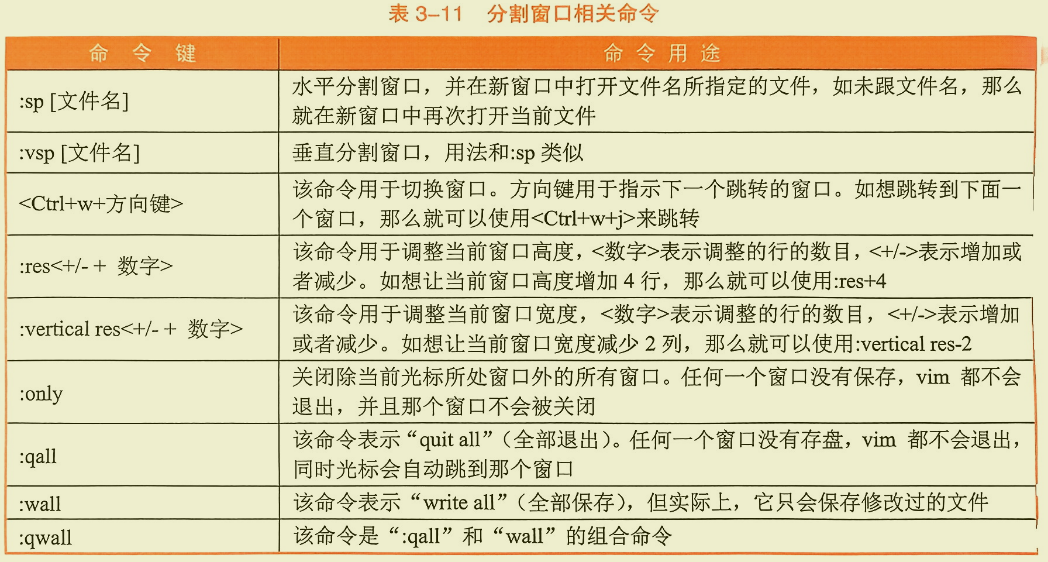 表 3-11 分割窗口相关命令
命 令 键
命 令 用 途
:sp [文件名]
水平分割窗口，并在新窗口中打开文件名所指定的文件，如未跟文件名，那么
就在新窗口中再次打开当前文件
:vsp [文件名]
垂直分割窗口，用法和:sp 类似
<Ctrl+w+方向键>
该命令用于切换窗口。方向键用于指示下一个跳转的窗口。如想跳转到下面一
个窗口，那么就可以使用<Ctrl+w+j>来跳转
:res<+/- + 数字>
该命令用于调整当前窗口高度，<数字>表示调整的行的数目，<+/->表示增加或
者减少。如想让当前窗口高度增加 4 行，那么就可以使用:res+4
:vertical res<+/- + 数字>
该命令用于调整当前窗口宽度，<数字>表示调整的行的数目，<+/->表示增加
或者减少。如想让当前窗口宽度减少 2 列，那么就可以使用:vertical res-2
:only
关闭除当前光标所处窗口外的所有窗口。任何一个窗口没有保存，vim 都不会
退出，并且那个窗口不会被关闭
:qall
该命令表示“quit all”（全部退出）。任何一个窗口没有存盘，vim 都不会退出，
同时光标会自动跳到那个窗口
:wall
该命令表示“write all”（全部保存），但实际上，它只会保存修改过的文件
:qwall
该命令是“:qall”和“wall”的组合命令